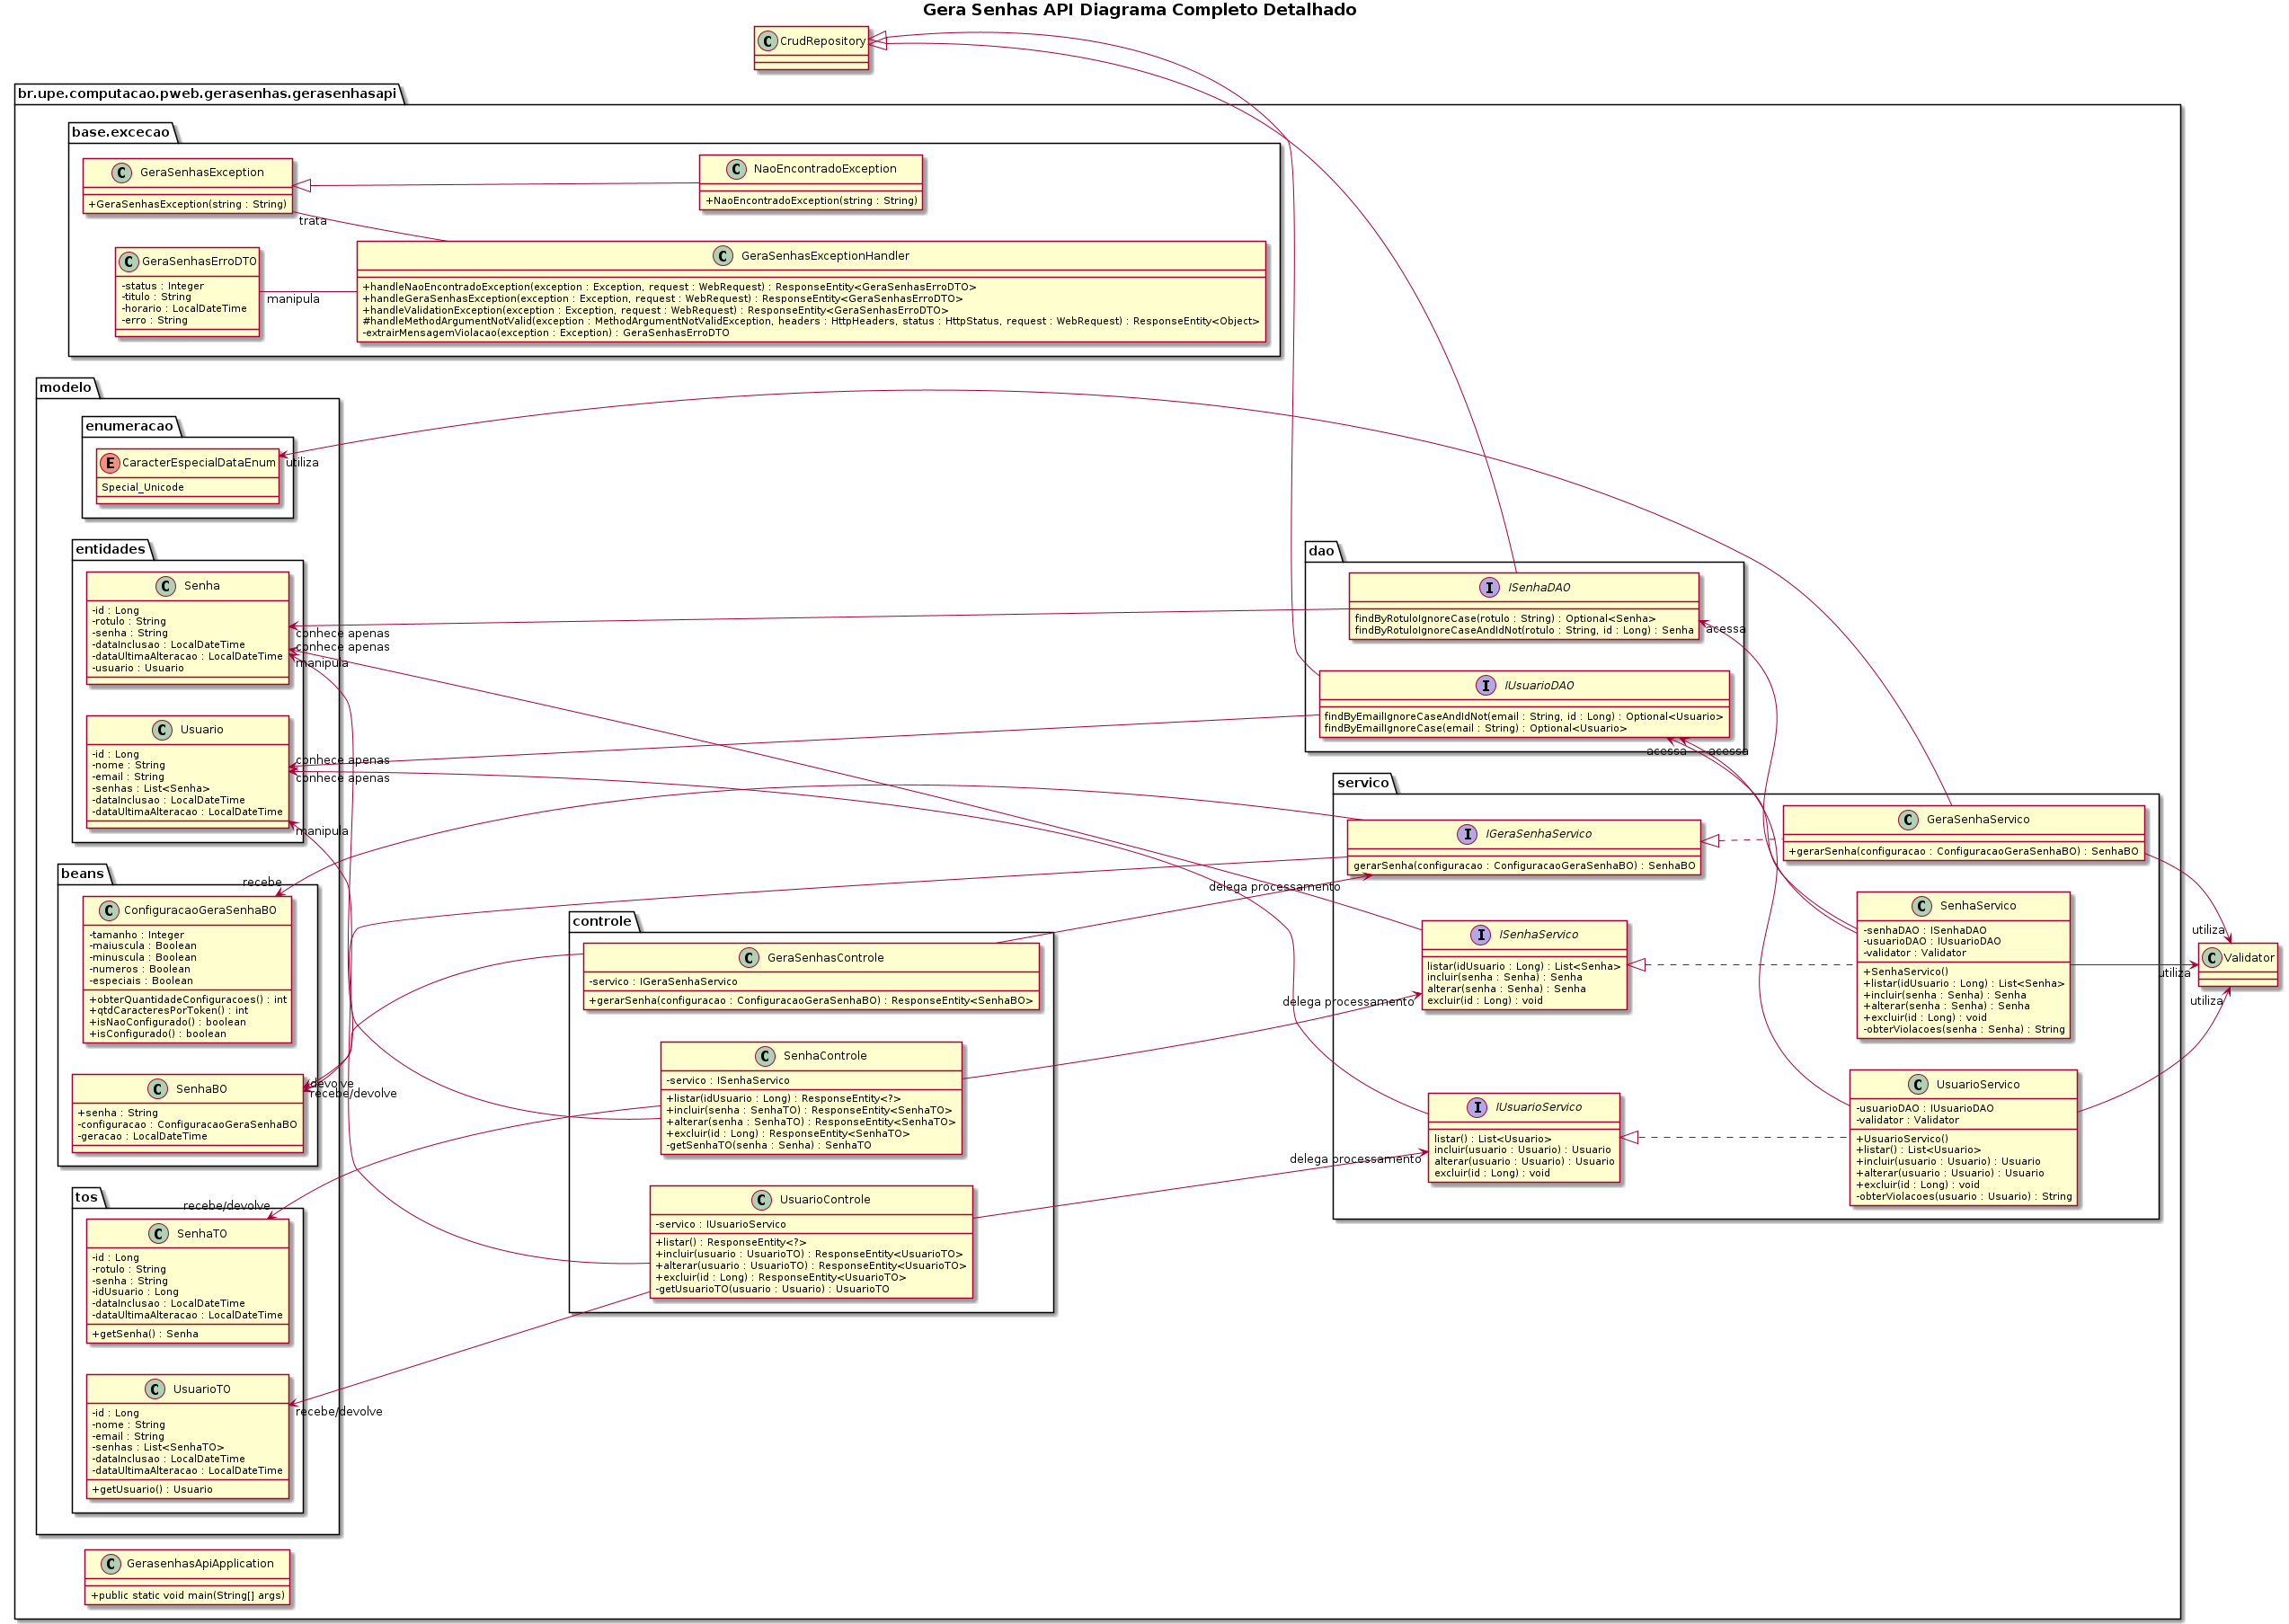 Gera Senhas API Diagrama Completo Detalhado
CrudRepository
br.upe.computacao.pweb.gerasenhas.gerasenhasapi
base.excecao
GeraSenhasException
+GeraSenhasException(string : String)
NaoEncontradoException
+NaoEncontradoException(string : String)
trata
GeraSenhasErroDTO
-status : Integer
-titulo : String
-horario : LocalDateTime
-erro : String
manipula
GeraSenhasExceptionHandler
+handleNaoEncontradoException(exception : Exception, request : WebRequest) : ResponseEntity<GeraSenhasErroDTO>
+handleGeraSenhasException(exception : Exception, request : WebRequest) : ResponseEntity<GeraSenhasErroDTO>
+handleValidationException(exception : Exception, request : WebRequest) : ResponseEntity<GeraSenhasErroDTO>
#handleMethodArgumentNotValid(exception : MethodArgumentNotValidException, headers : HttpHeaders, status : HttpStatus, request : WebRequest) : ResponseEntity<Object>
-extrairMensagemViolacao(exception : Exception) : GeraSenhasErroDTO
modelo
enumeracao
CaracterEspecialDataEnum
Special_Unicode
utiliza
entidades
Senha
-id : Long
-rotulo : String
-senha : String
-dataInclusao : LocalDateTime
-dataUltimaAlteracao : LocalDateTime
-usuario : Usuario
conhece apenas
conhece apenas
manipula
Usuario
-id : Long
-nome : String
-email : String
-senhas : List<Senha>
-dataInclusao : LocalDateTime
-dataUltimaAlteracao : LocalDateTime
conhece apenas
conhece apenas
manipula
beans
recebe
ConfiguracaoGeraSenhaBO
-tamanho : Integer
-maiuscula : Boolean
-minuscula : Boolean
-numeros : Boolean
-especiais : Boolean
+obterQuantidadeConfiguracoes() : int
+qtdCaracteresPorToken() : int
+isNaoConfigurado() : boolean
+isConfigurado() : boolean
SenhaBO
+senha : String
-configuracao : ConfiguracaoGeraSenhaBO
-geracao : LocalDateTime
devolve
recebe/devolve
tos
recebe/devolve
SenhaTO
-id : Long
-rotulo : String
-senha : String
-idUsuario : Long
-dataInclusao : LocalDateTime
-dataUltimaAlteracao : LocalDateTime
+getSenha() : Senha
UsuarioTO
-id : Long
-nome : String
-email : String
-senhas : List<SenhaTO>
-dataInclusao : LocalDateTime
-dataUltimaAlteracao : LocalDateTime
+getUsuario() : Usuario
recebe/devolve
GerasenhasApiApplication
+public static void main(String[] args)
controle
GeraSenhasControle
-servico : IGeraSenhaServico
+gerarSenha(configuracao : ConfiguracaoGeraSenhaBO) : ResponseEntity<SenhaBO>
SenhaControle
-servico : ISenhaServico
+listar(idUsuario : Long) : ResponseEntity<?>
+incluir(senha : SenhaTO) : ResponseEntity<SenhaTO>
+alterar(senha : SenhaTO) : ResponseEntity<SenhaTO>
+excluir(id : Long) : ResponseEntity<SenhaTO>
-getSenhaTO(senha : Senha) : SenhaTO
UsuarioControle
-servico : IUsuarioServico
+listar() : ResponseEntity<?>
+incluir(usuario : UsuarioTO) : ResponseEntity<UsuarioTO>
+alterar(usuario : UsuarioTO) : ResponseEntity<UsuarioTO>
+excluir(id : Long) : ResponseEntity<UsuarioTO>
-getUsuarioTO(usuario : Usuario) : UsuarioTO
dao
ISenhaDAO
findByRotuloIgnoreCase(rotulo : String) : Optional<Senha>
findByRotuloIgnoreCaseAndIdNot(rotulo : String, id : Long) : Senha
acessa
IUsuarioDAO
findByEmailIgnoreCaseAndIdNot(email : String, id : Long) : Optional<Usuario>
findByEmailIgnoreCase(email : String) : Optional<Usuario>
acessa
acessa
servico
IGeraSenhaServico
gerarSenha(configuracao : ConfiguracaoGeraSenhaBO) : SenhaBO
delega processamento
GeraSenhaServico
+gerarSenha(configuracao : ConfiguracaoGeraSenhaBO) : SenhaBO
ISenhaServico
listar(idUsuario : Long) : List<Senha>
incluir(senha : Senha) : Senha
alterar(senha : Senha) : Senha
excluir(id : Long) : void
delega processamento
SenhaServico
-senhaDAO : ISenhaDAO
-usuarioDAO : IUsuarioDAO
-validator : Validator
+SenhaServico()
+listar(idUsuario : Long) : List<Senha>
+incluir(senha : Senha) : Senha
+alterar(senha : Senha) : Senha
+excluir(id : Long) : void
-obterViolacoes(senha : Senha) : String
IUsuarioServico
listar() : List<Usuario>
incluir(usuario : Usuario) : Usuario
alterar(usuario : Usuario) : Usuario
excluir(id : Long) : void
delega processamento
UsuarioServico
-usuarioDAO : IUsuarioDAO
-validator : Validator
+UsuarioServico()
+listar() : List<Usuario>
+incluir(usuario : Usuario) : Usuario
+alterar(usuario : Usuario) : Usuario
+excluir(id : Long) : void
-obterViolacoes(usuario : Usuario) : String
utiliza
Validator
utiliza
utiliza